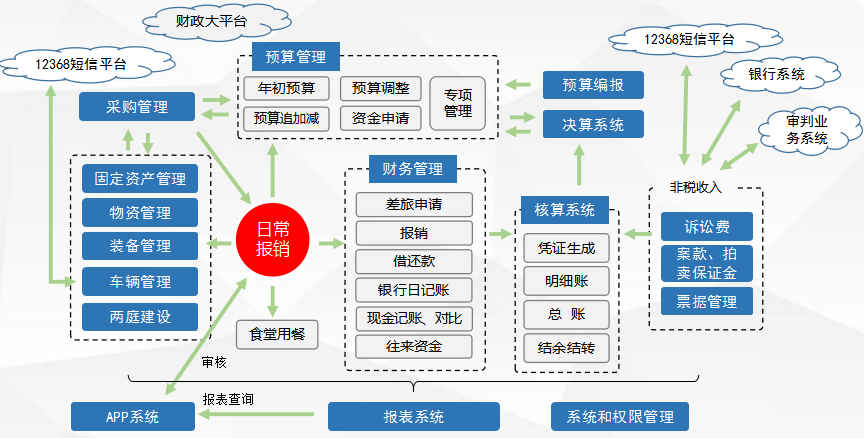 财政大平台
12368短信平台
12368短信平台
银行系统
审判业
务系统
预算管理
年初预算
预算调整
预算追加减
资金申请
专项
管理
预算编报
决算系统
采购管理
固定资产管理
物资管理
装备管理
车辆管理
两庭建设
日常
报销
食堂用餐
财务管理
差旅申请
报销
借还款
银行日记账
现金记账、对比
往来资金
核算系统
凭证生成
明细账
总 账
结余结转
非税收入
诉讼费
案款、拍
卖保证金
票据管理
审核
报表查询
APP系统
报表系统
系统和权限管理